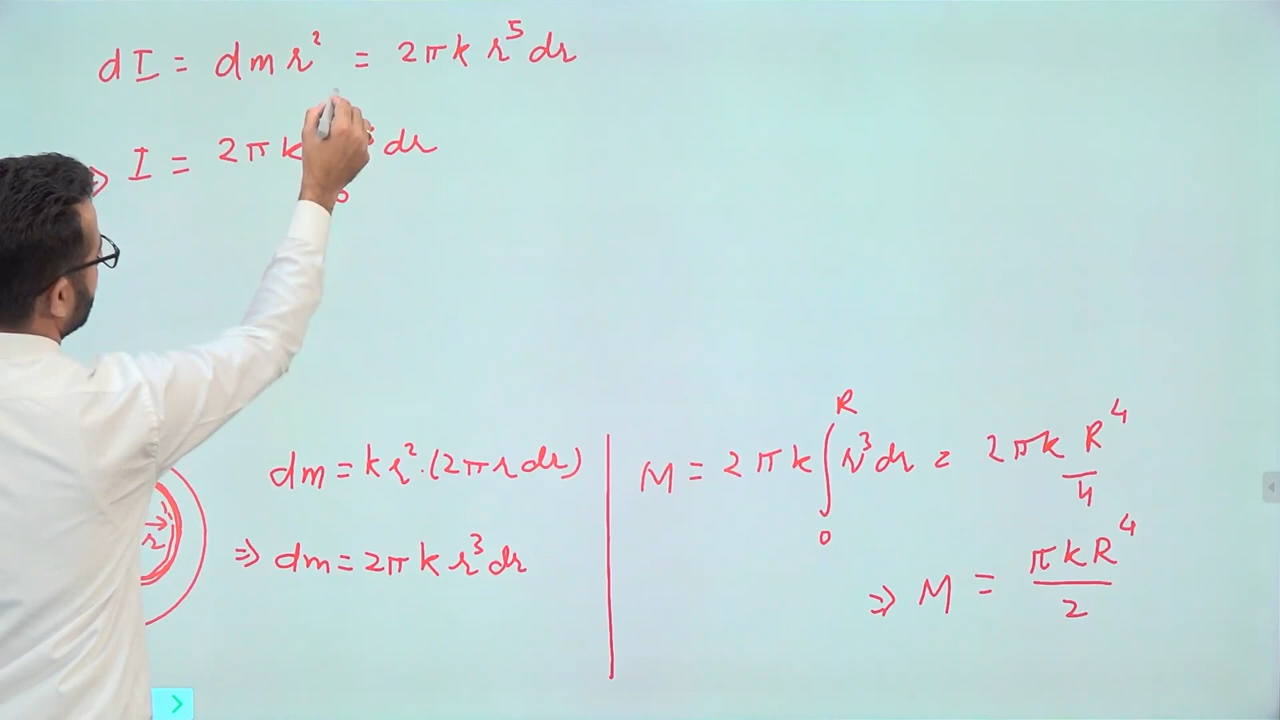 dI = dm r² = 2πk r⁵ dr
⇒ I = 2πk dr
0
dm = k r² · (2πr dr)
⇒ dm = 2πk r³ dr
r
M = 2πk ∫₀ᴿ r³ dr = 2πk R⁴/4
⇒ M = πkR⁴/2